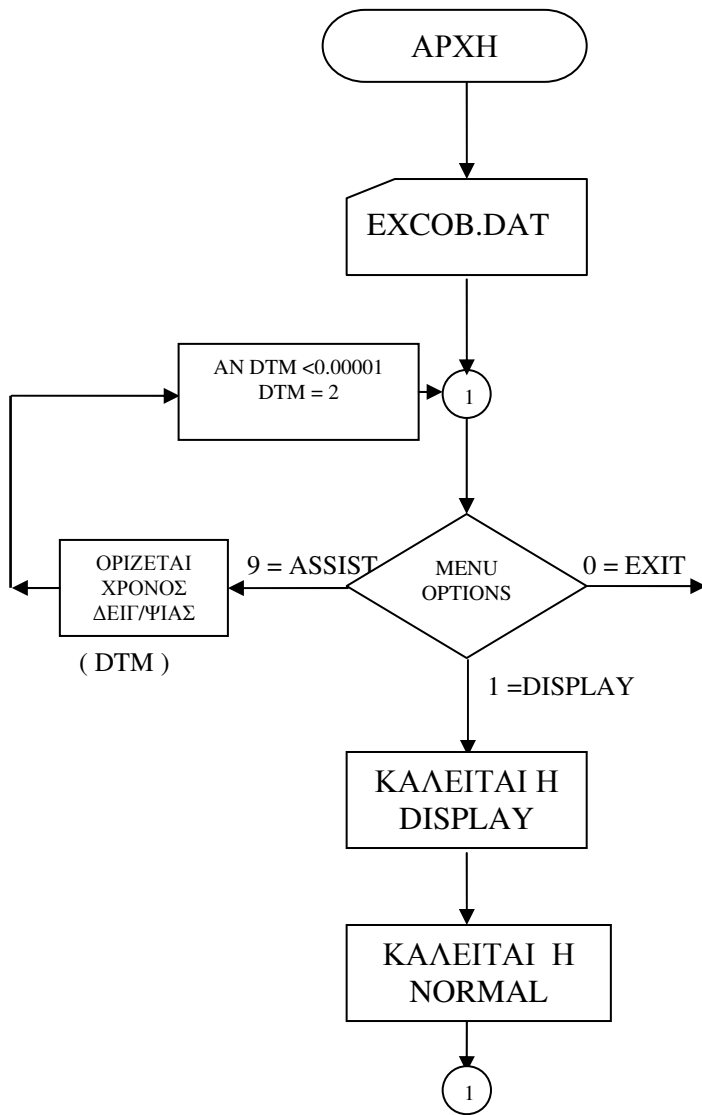 ΑΡΧΗ
EXCOB.DAT
ΑΝ DTM <0.00001
DTM = 2
1
ΟΡΙΖΕΤΑΙ
ΧΡΟΝΟΣ
ΔΕΙΓ/ΨΙΑΣ
( DTM )
9 = ASSIST
MENU
OPTIONS
0 = EXIT
1 =DISPLAY
ΚΑΛΕΙΤΑΙ Η
DISPLAY
ΚΑΛΕΙΤΑΙ Η
NORMAL
1